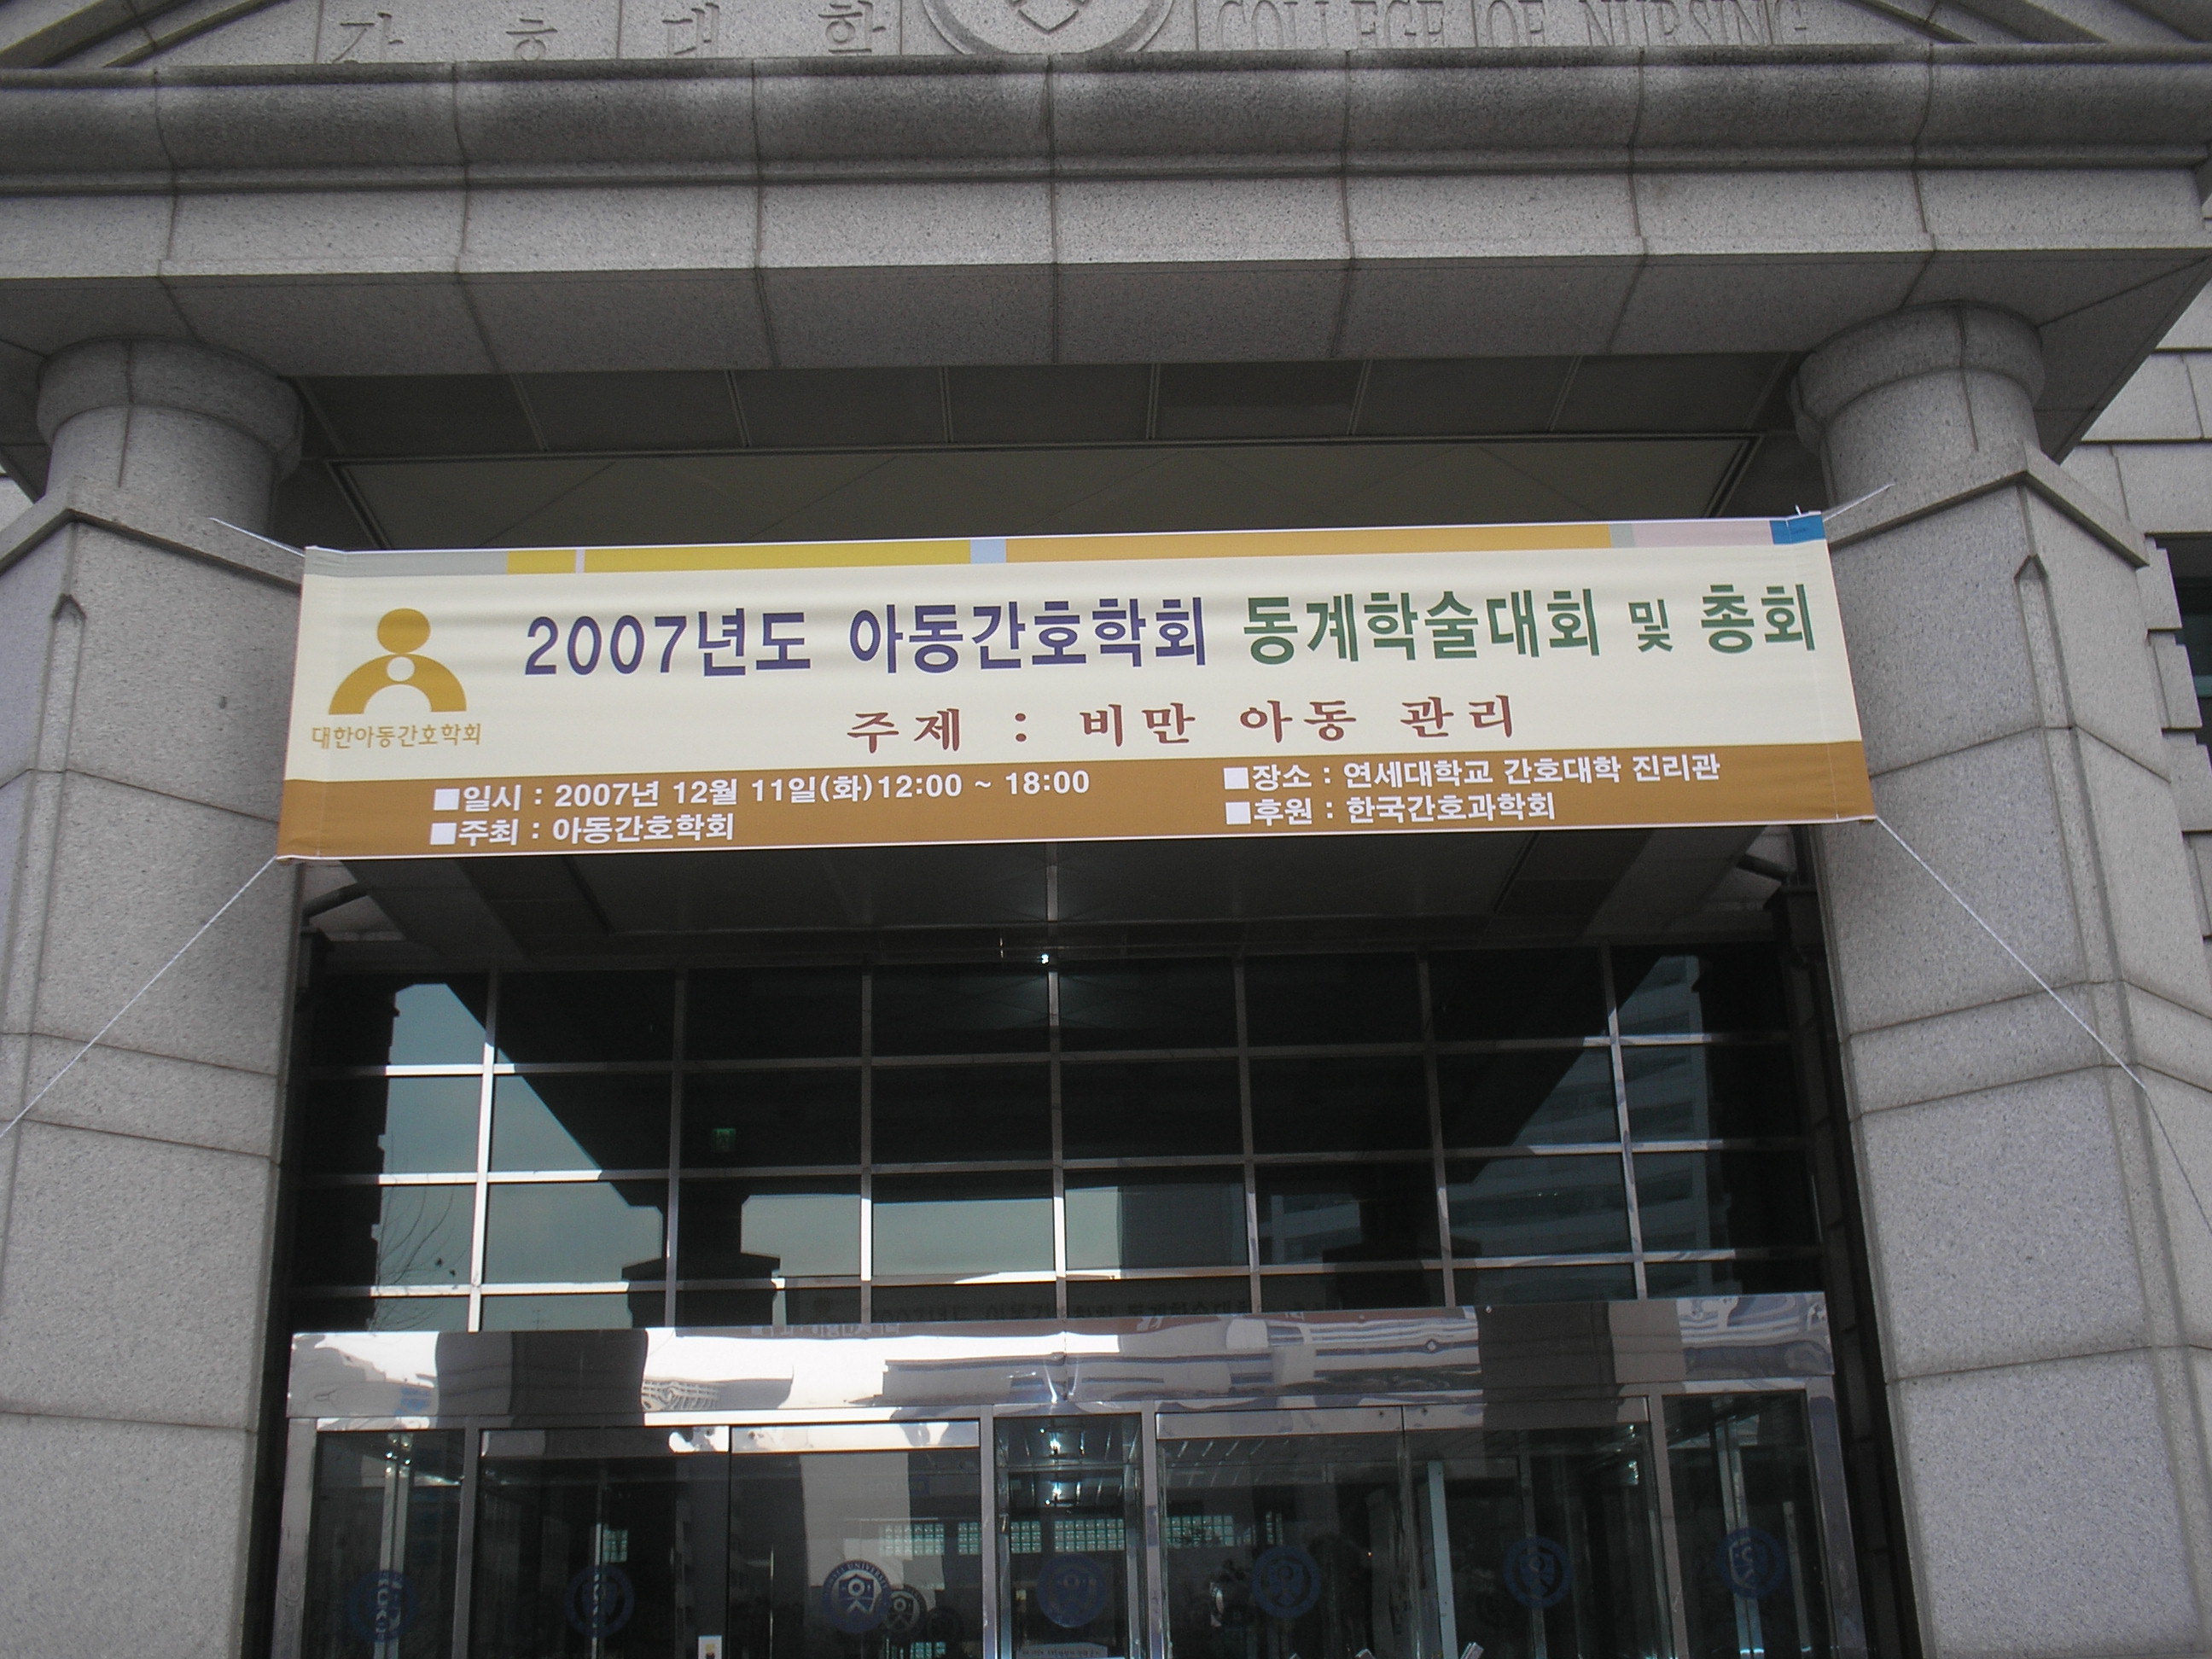 간호대학 COLLEGE OF NURSING
2007년도 아동간호학회 동계학술대회 및 총회
주제 : 비만 아동 관리
대한아동간호학회
■일시 : 2007년 12월 11일(화)12:00 ~ 18:00
■주최 : 아동간호학회
■장소 : 연세대학교 간호대학 진리관
■후원 : 한국간호과학회